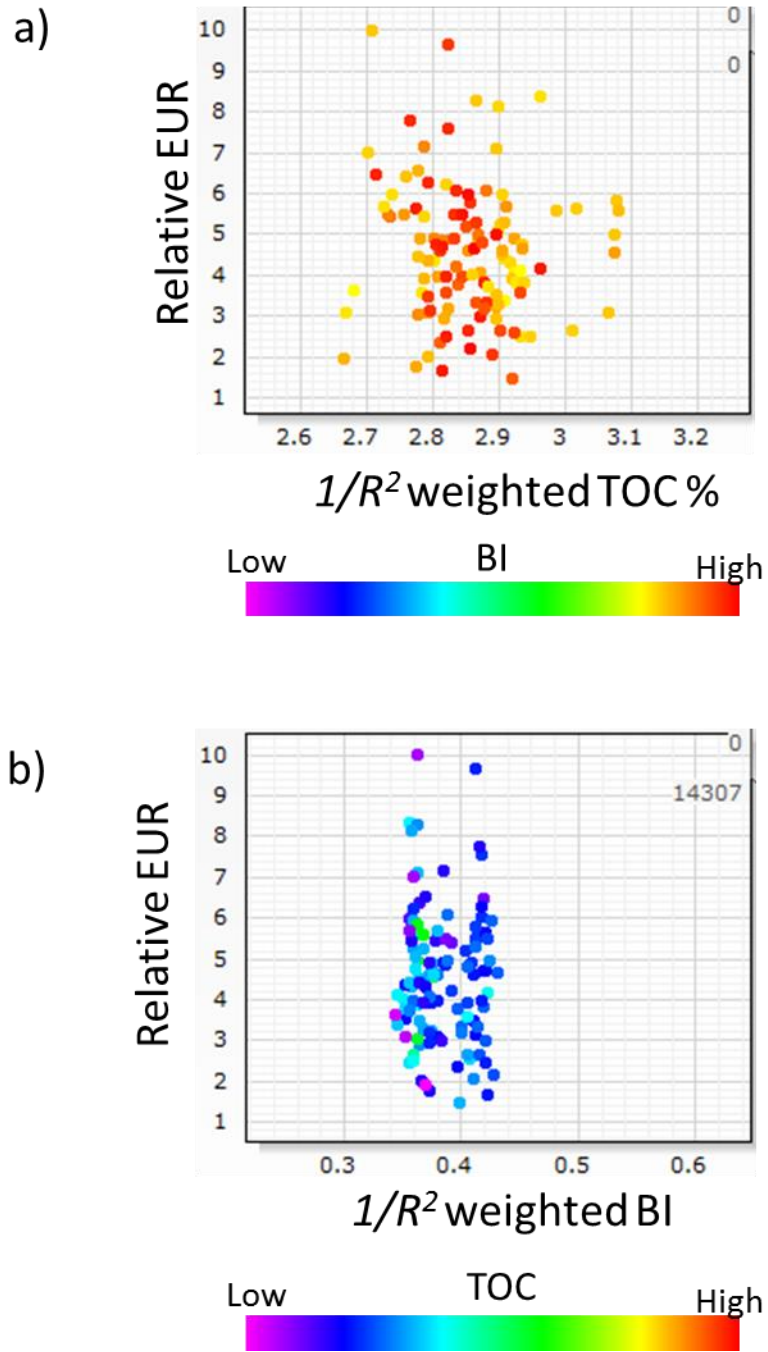 a)
Relative EUR
10
9
8
7
6
5
4
3
2
1
0
0
2.6 2.7 2.8 2.9 3 3.1 3.2
1/R² weighted TOC %
Low BI High
b)
Relative EUR
10
9
8
7
6
5
4
3
2
1
0
14307
0.3 0.4 0.5 0.6
1/R² weighted BI
Low TOC High